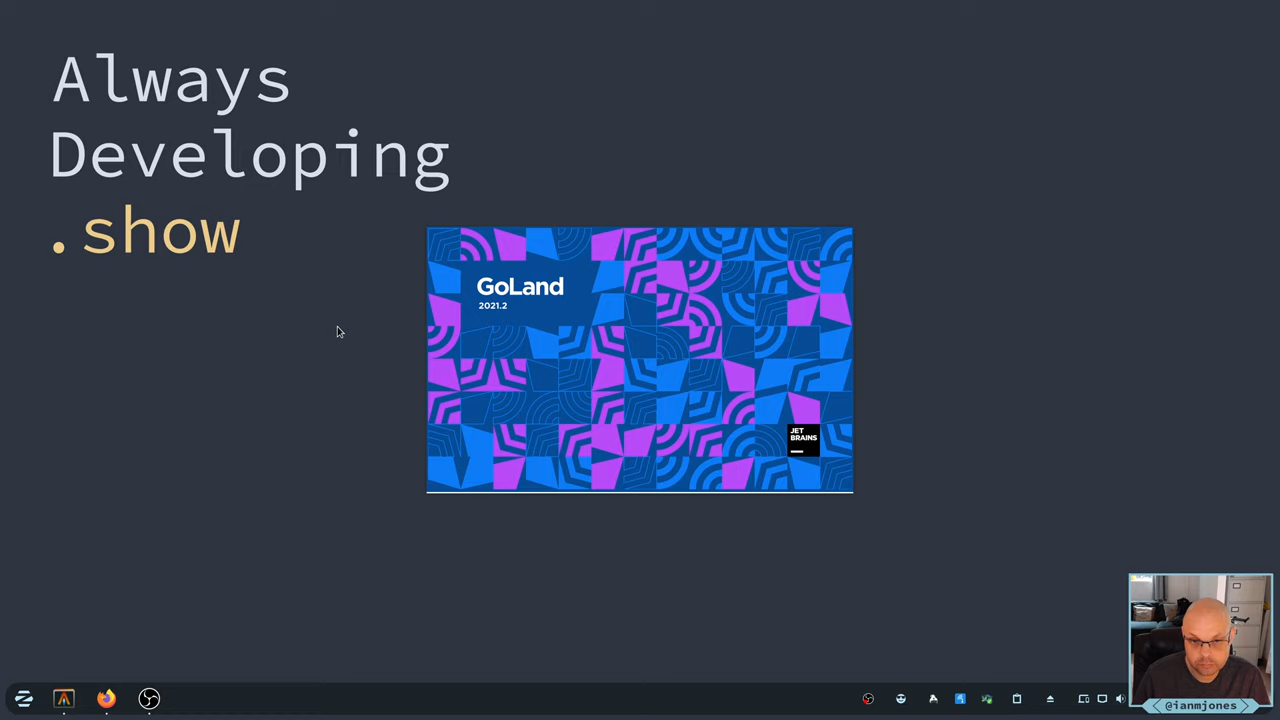 Always
Developing
.show
GoLand
2021.2
JET
BRAINS
@ianmjones